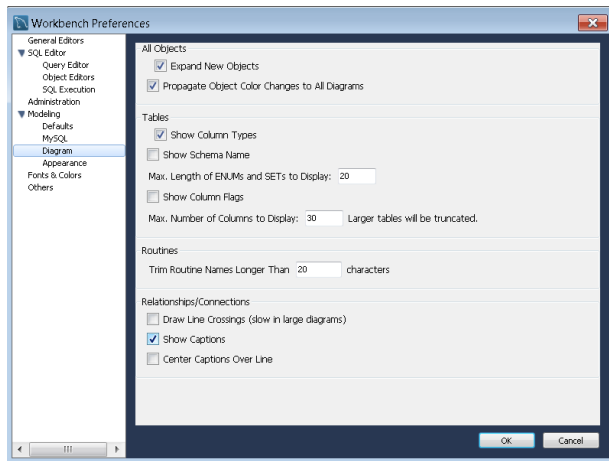 Workbench Preferences
General Editors
SQL Editor
Query Editor
Object Editors
SQL Execution
Administration
Modeling
Defaults
MySQL
Diagram
Appearance
Fonts & Colors
Others
All Objects
Expand New Objects
Propagate Object Color Changes to All Diagrams
Tables
Show Column Types
Show Schema Name
Max. Length of ENUMs and SETs to Display: 20
Show Column Flags
Max. Number of Columns to Display: 30 Larger tables will be truncated.
Routines
Trim Routine Names Longer Than 20 characters
Relationships/Connections
Draw Line Crossings (slow in large diagrams)
Show Captions
Center Captions Over Line
OK Cancel